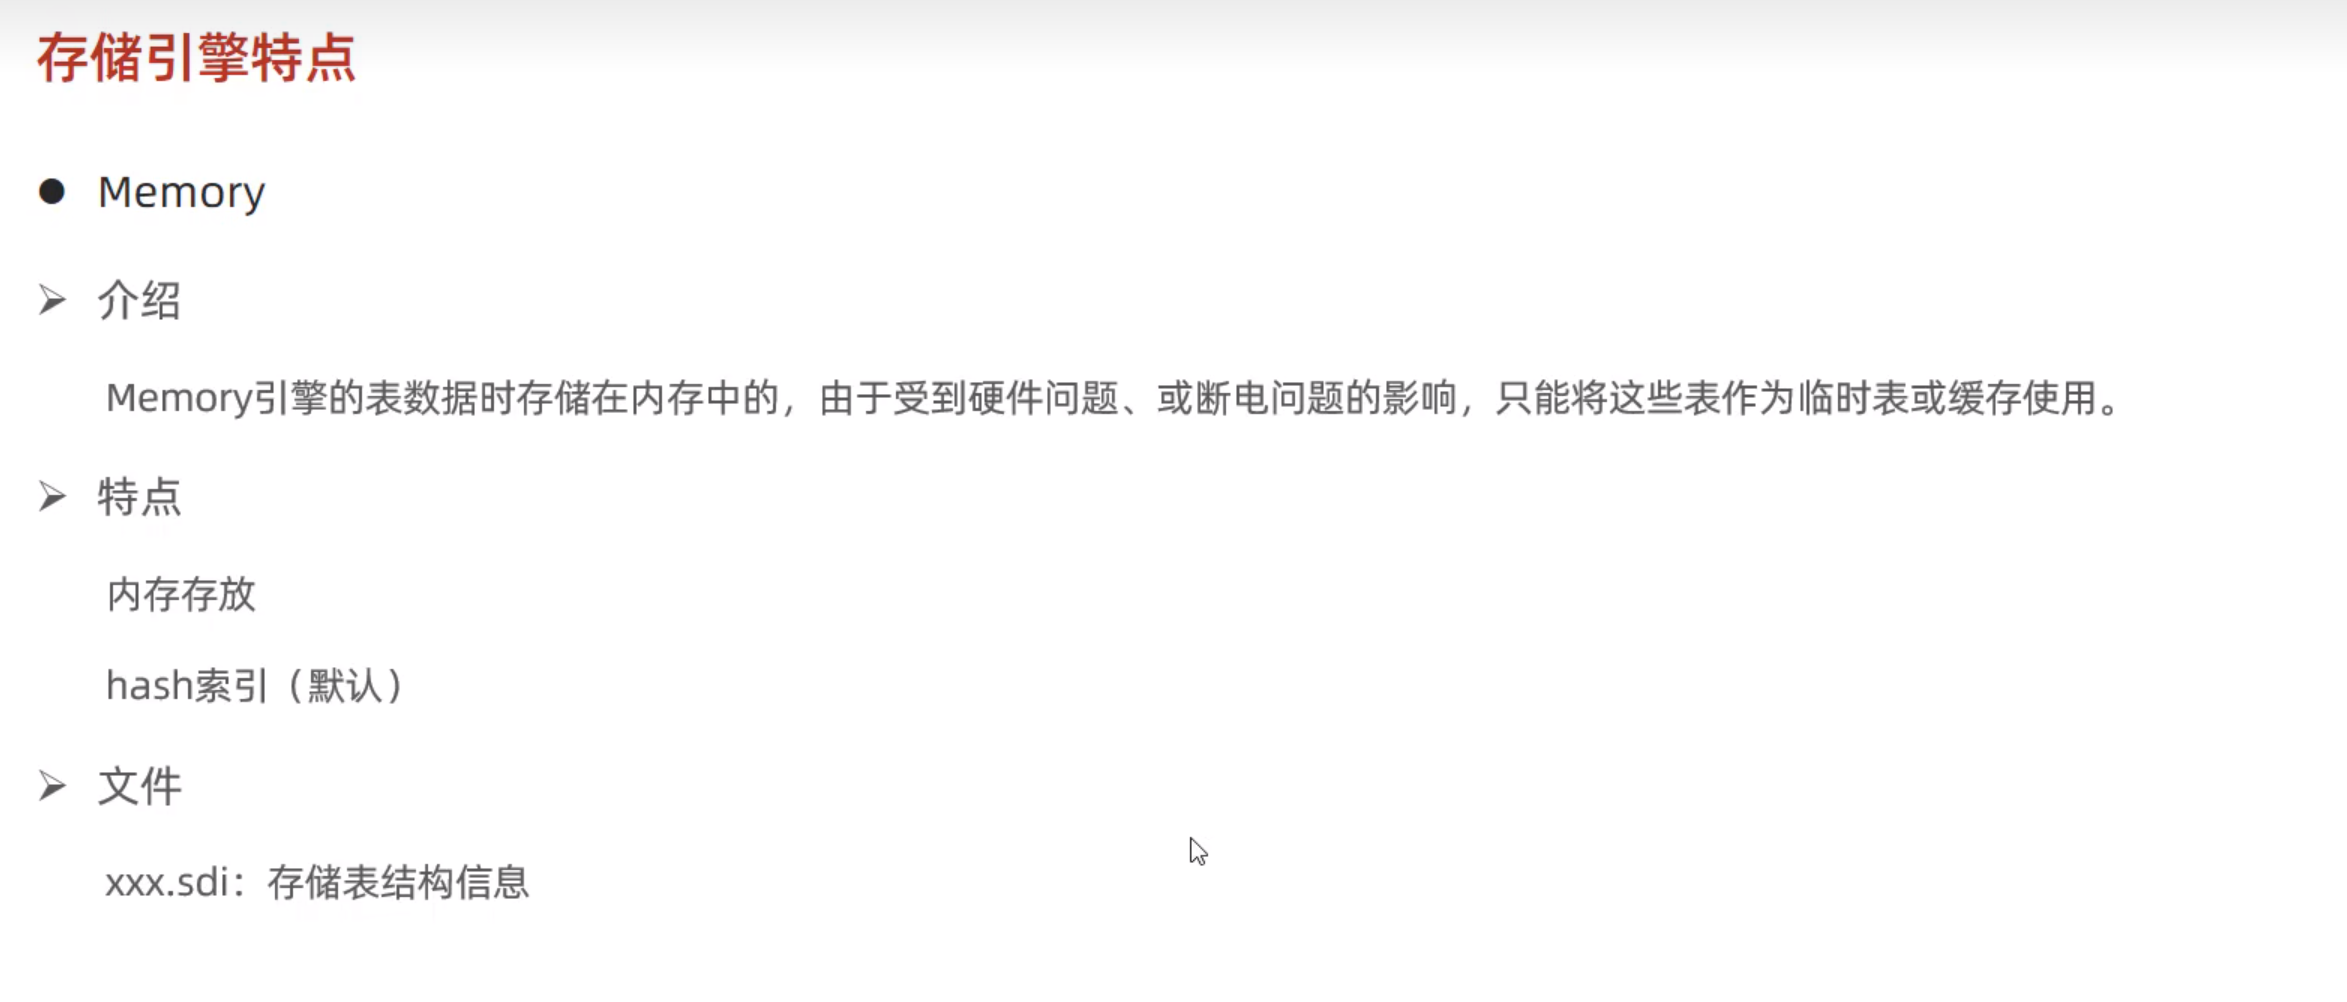 存储引擎特点
● Memory
➢ 介绍
Memory引擎的表数据时存储在内存中的，由于受到硬件问题、或断电问题的影响，只能将这些表作为临时表或缓存使用。
➢ 特点
内存存放
hash索引（默认）
➢ 文件
xxx.sdi：存储表结构信息